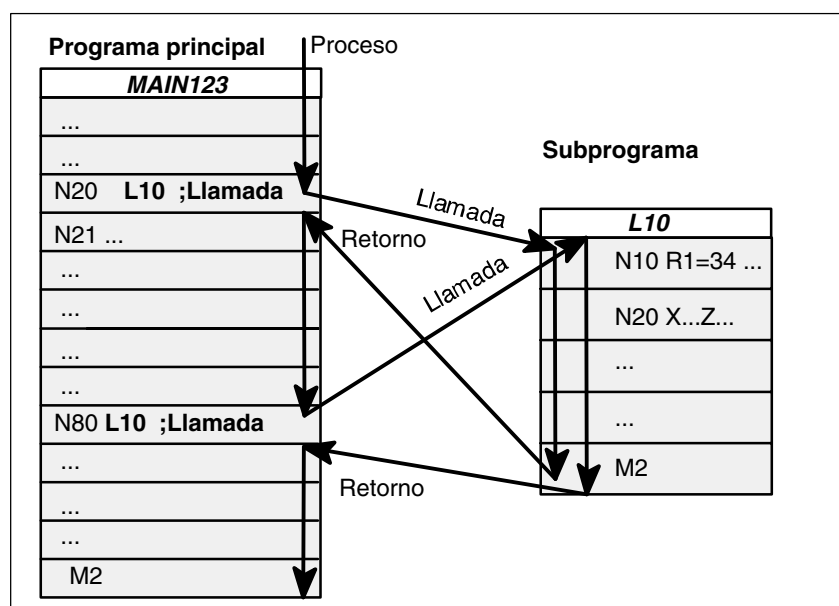 Programa principal
Proceso
MAIN123
...
...
N20 L10 ;Llamada
N21 ...
...
...
...
...
N80 L10 ;Llamada
...
...
...
M2
Llamada
Retorno
Llamada
Retorno
Subprograma
L10
N10 R1=34 ...
N20 X...Z...
...
...
M2